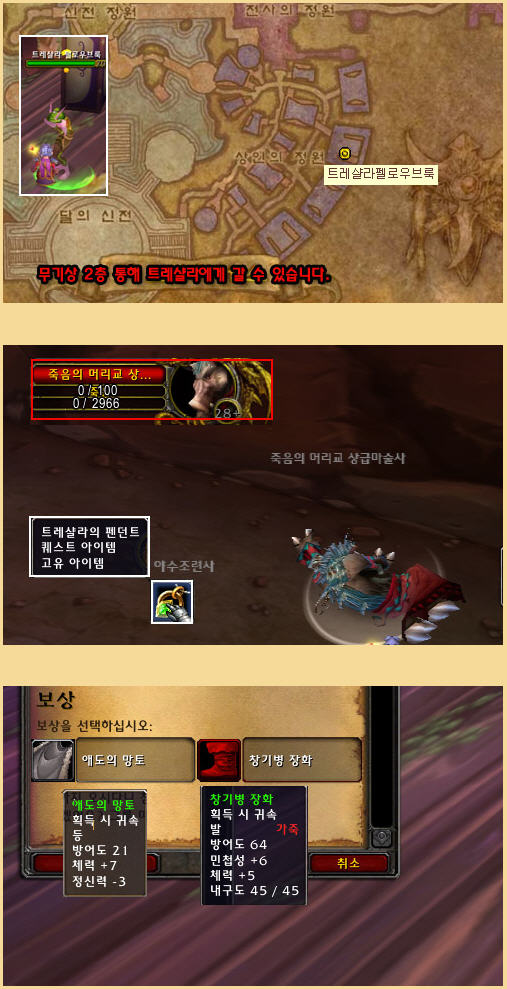 신전 정원
전사의 정원
트레샬라 펠로우브룩
상인의 정원
트레샬라펠로우브룩
달의 신전
무기상 2층 통해 트레샬라에게 갈 수 있습니다.
죽음의 머리교 상...
0 / 100
0 / 2966
28+
죽음의 머리교 상급마술사
트레샬라의 펜던트
퀘스트 아이템
고유 아이템
야수조련사
보상
보상을 선택하십시오:
애도의 망토
창기병 장화
애도의 망토
획득 시 귀속
등
방어도 21
체력 +7
정신력 -3
창기병 장화
획득 시 귀속
발 가죽
방어도 64
민첩성 +6
체력 +5
내구도 45 / 45
취소